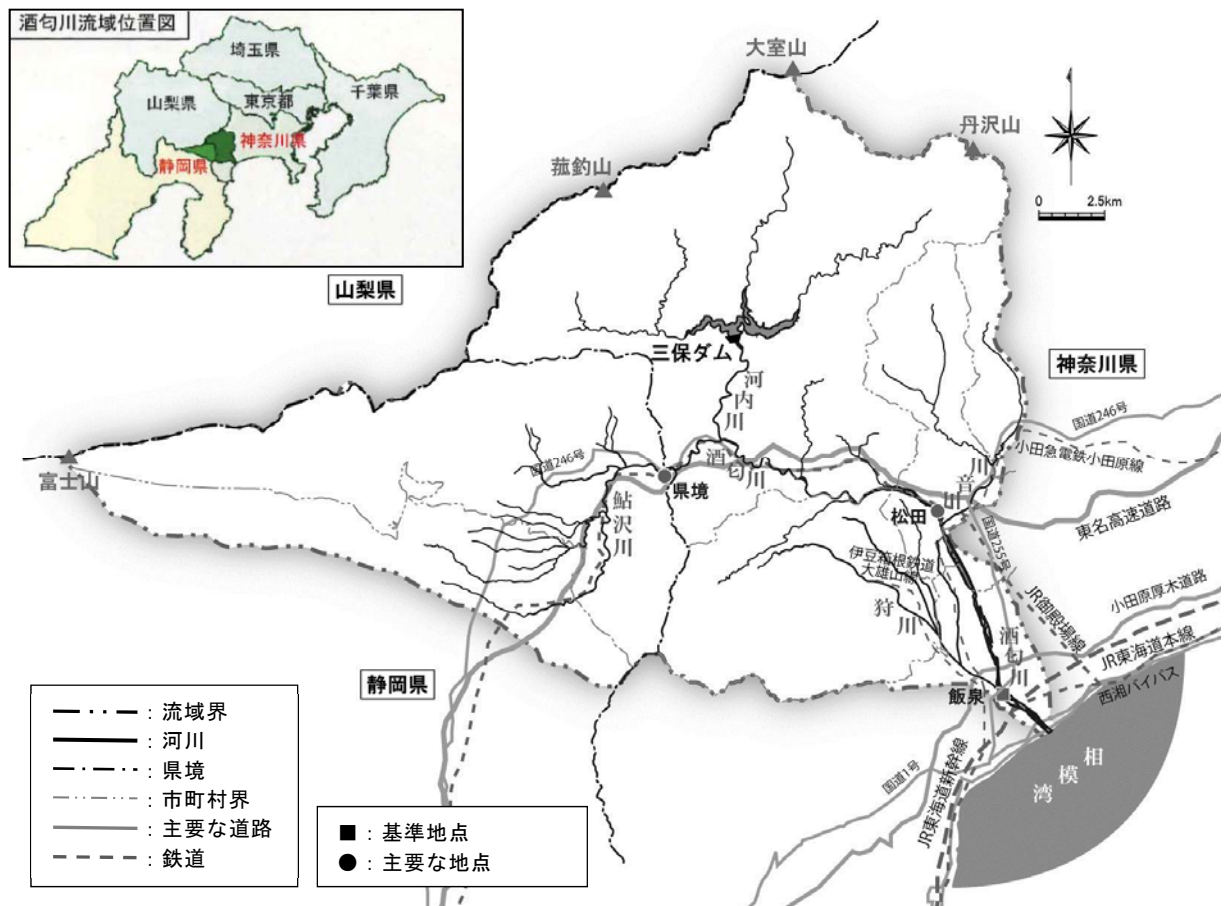 酒匂川流域位置図
埼玉県
山梨県
東京都
千葉県
神奈川県
静岡県
大室山
丹沢山
菰釣山
0 2.5km
山梨県
三保ダム
河内川
神奈川県
国道246号
小田急電鉄小田原線
富士山
国道246号
酒匂川
県境
川音川
鮎沢川
松田
東名高速道路
国道255号
伊豆箱根鉄道
大雄山線
狩川
JR御殿場線
小田原厚木道路
酒匂川
JR東海道本線
静岡県
飯泉
西湘バイパス
国道1号
JR東海道新幹線
相模湾
: 流域界
: 河川
: 県境
: 市町村界
: 主要な道路
: 鉄道
■ : 基準地点
● : 主要な地点